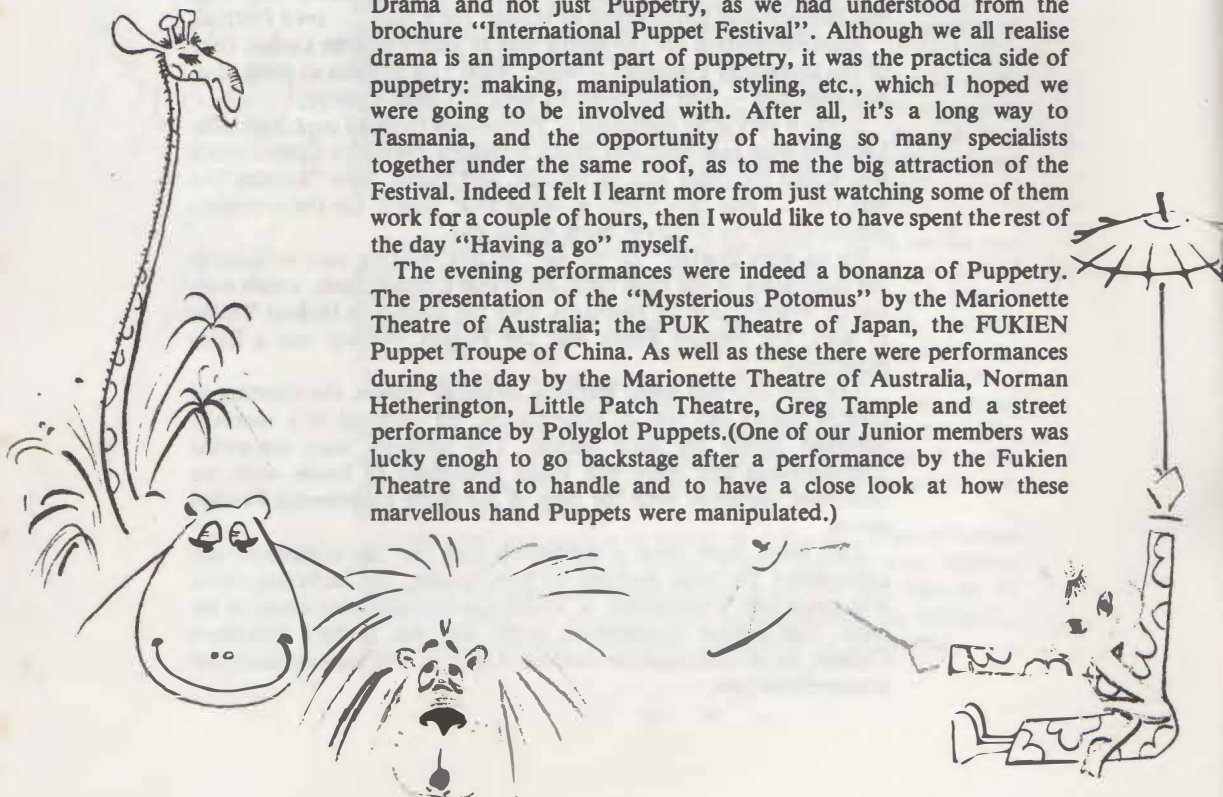 Drama and not just Puppetry, as we had understood from the
brochure “International Puppet Festival”. Although we all realise
drama is an important part of puppetry, it was the practica side of
puppetry: making, manipulation, styling, etc., which I hoped we
were going to be involved with. After all, it's a long way to
Tasmania, and the opportunity of having so many specialists
together under the same roof, as to me the big attraction of the
Festival. Indeed I felt I learnt more from just watching some of them
work for a couple of hours, then I would like to have spent the rest of
the day “Having a go” myself.
The evening performances were indeed a bonanza of Puppetry.
The presentation of the “Mysterious Potomus” by the Marionette
Theatre of Australia; the PUK Theatre of Japan, the FUKIEN
Puppet Troupe of China. As well as these there were performances
during the day by the Marionette Theatre of Australia, Norman
Hetherington, Little Patch Theatre, Greg Tample and a street
performance by Polyglot Puppets.(One of our Junior members was
lucky enogh to go backstage after a performance by the Fukien
Theatre and to handle and to have a close look at how these
marvellous hand Puppets were manipulated.)